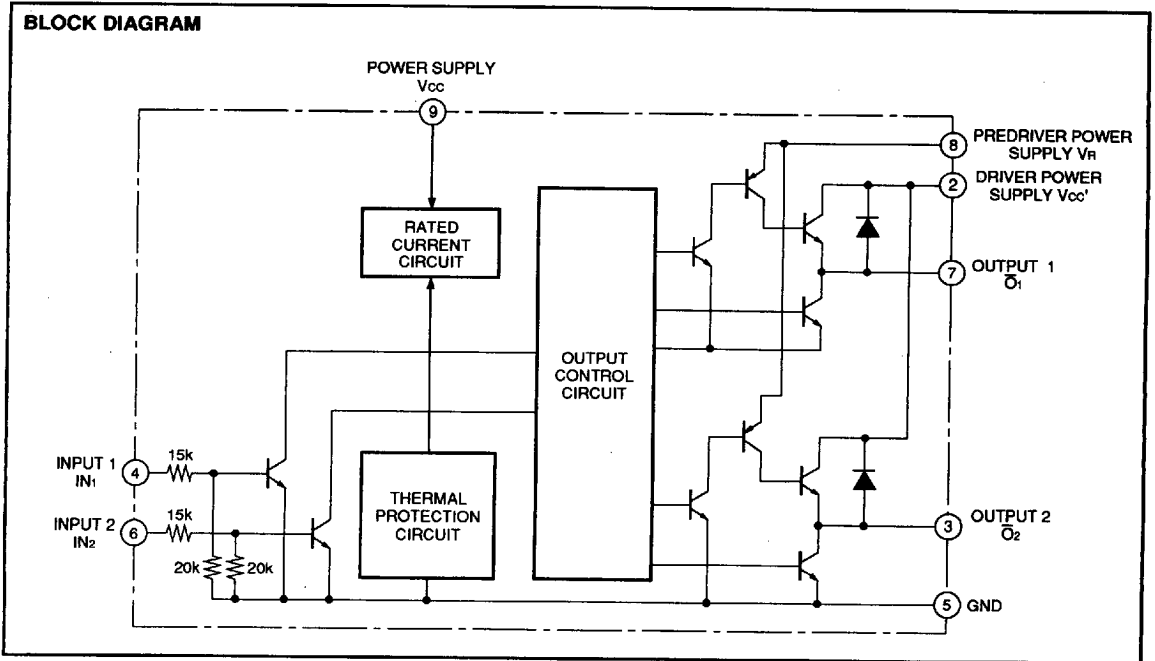 BLOCK DIAGRAM
POWER SUPPLY
Vcc
9
8
PREDRIVER POWER
SUPPLY VR
2
DRIVER POWER
SUPPLY Vcc'
RATED
CURRENT
CIRCUIT
7
OUTPUT 1
O̅1
OUTPUT
CONTROL
CIRCUIT
INPUT 1
IN1
4
15k
INPUT 2
IN2
6
15k
20k
20k
THERMAL
PROTECTION
CIRCUIT
3
OUTPUT 2
O̅2
5
GND